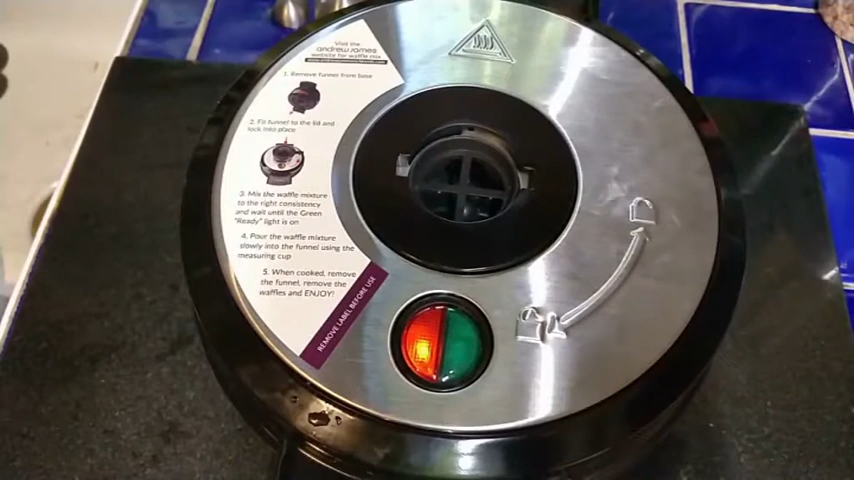 Visit the
andrew james
website for waffle mix
1. Remove funnel from base
2. Fit funnel to the lid and
lock into place
3. Mix the waffle mixture
to the right consistency
and wait until the green
"Ready" light is on
4. Pour the waffle mixture
slowly into the funnel with the
measuring cup
5. When cooked, remove
the funnel, remove the
waffles and ENJOY!
REMOVE LABEL BEFORE USE